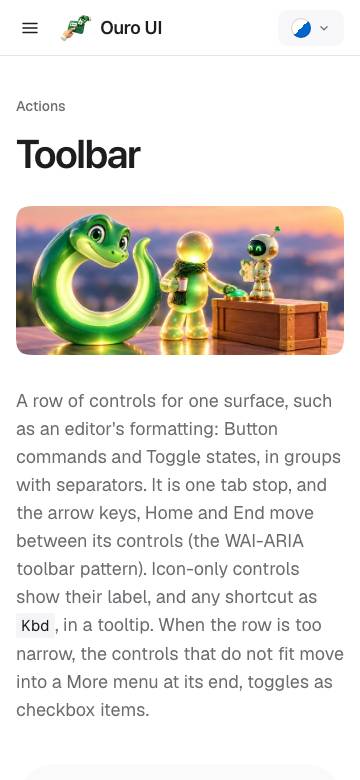 Ouro UI
Actions
Toolbar
A row of controls for one surface, such
as an editor's formatting: Button
commands and Toggle states, in groups
with separators. It is one tab stop, and
the arrow keys, Home and End move
between its controls (the WAI-ARIA
toolbar pattern). Icon-only controls
show their label, and any shortcut as
Kbd, in a tooltip. When the row is too
narrow, the controls that do not fit move
into a More menu at its end, toggles as
checkbox items.